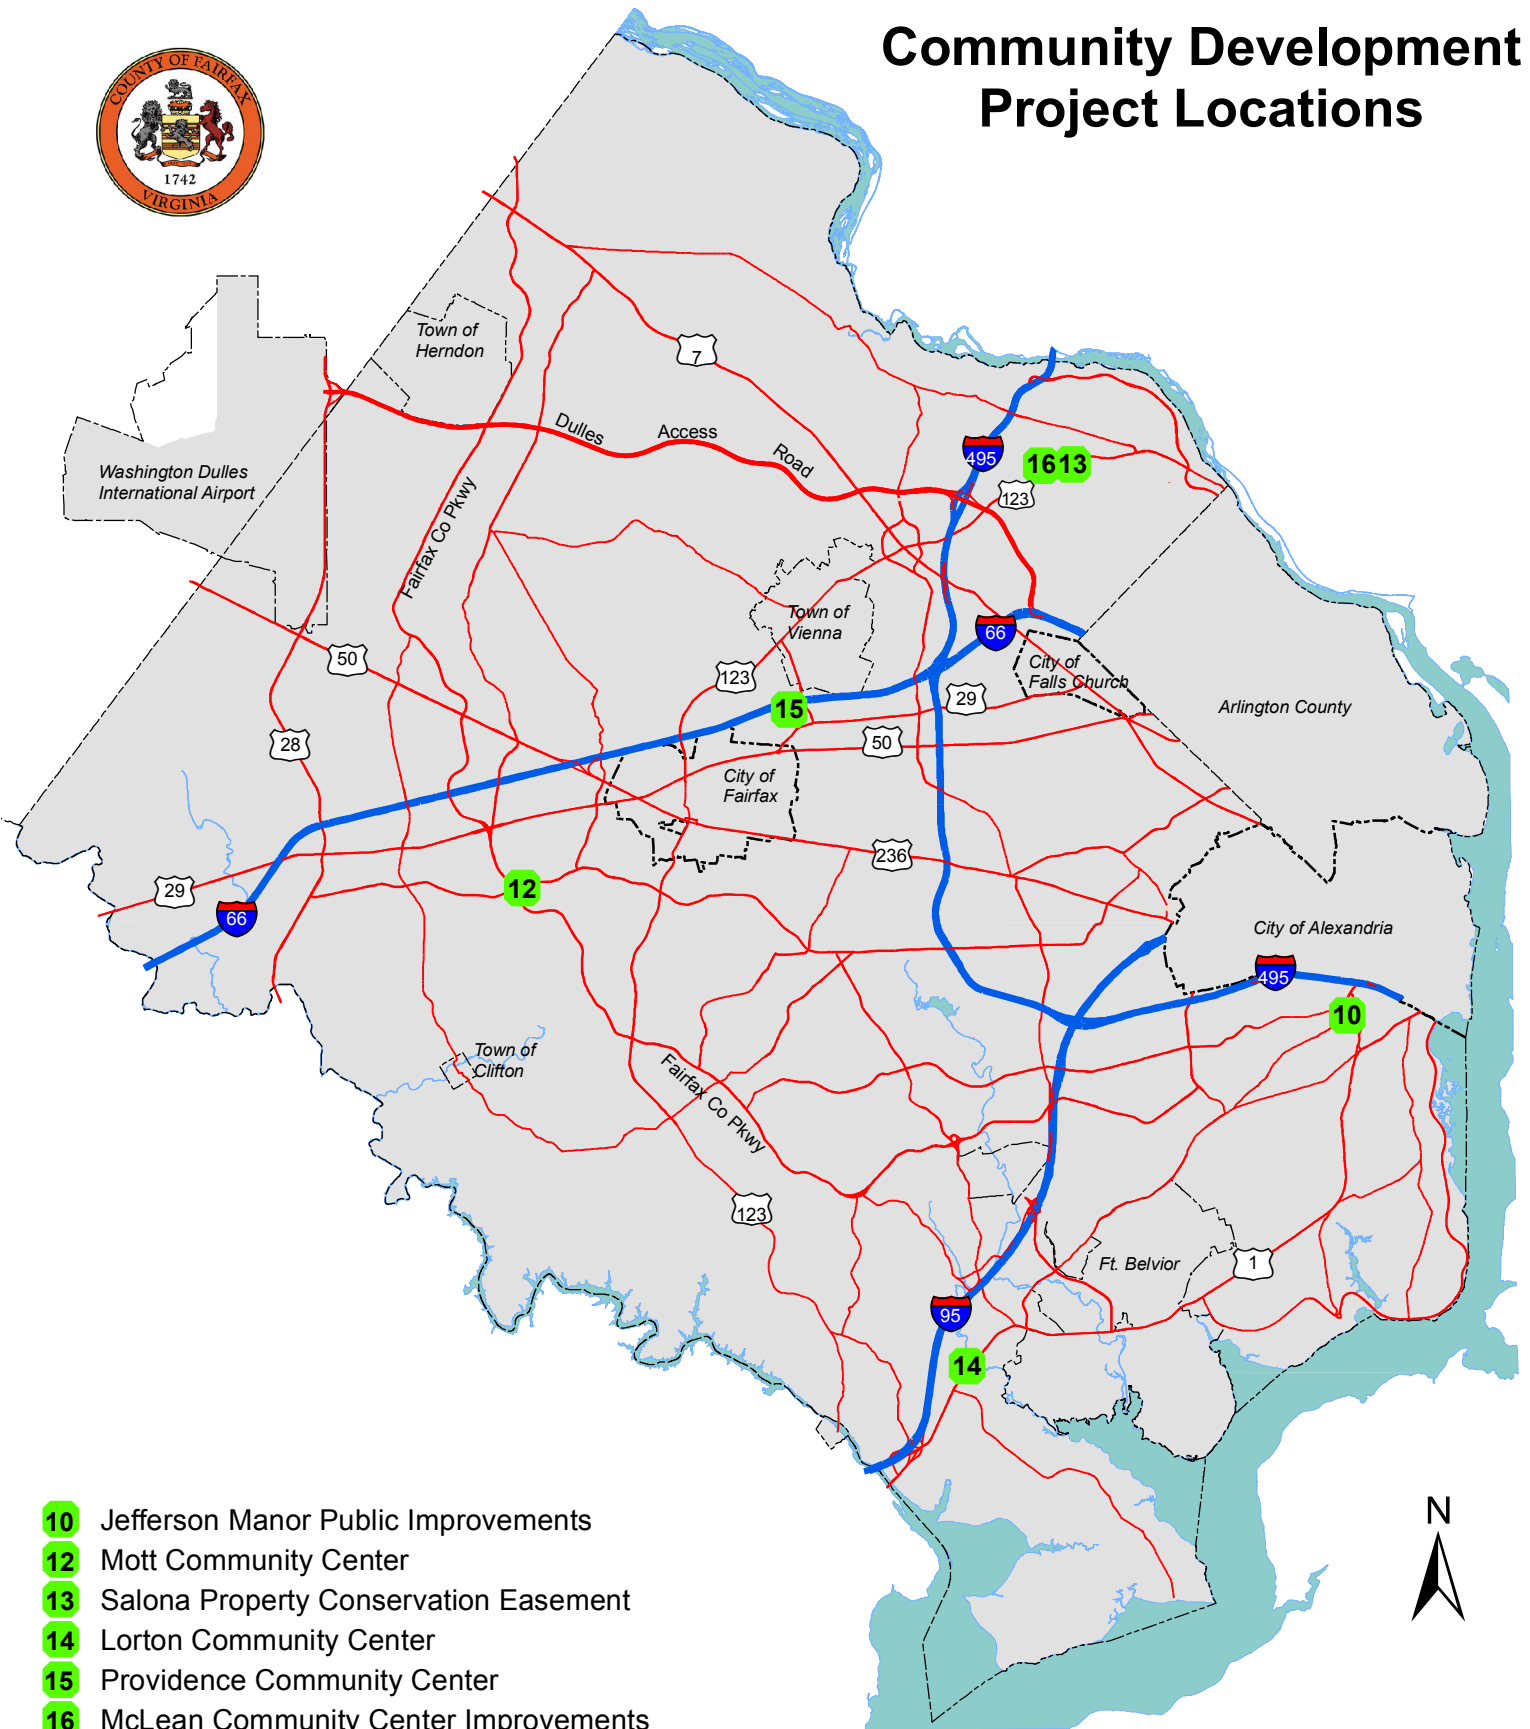 Community Development
Project Locations
COUNTY OF FAIRFAX
1742
VIRGINIA
Town of
Herndon
7
Dulles Access Road
495
16 13
123
Washington Dulles
International Airport
Fairfax Co Pkwy
Town of
Vienna
66
50
City of
Falls Church
123
29
15
Arlington County
28
50
City of
Fairfax
236
12
29
66
City of Alexandria
495
10
Town of
Clifton
Fairfax Co Pkwy
123
Ft. Belvior
1
95
14
N
10 Jefferson Manor Public Improvements
12 Mott Community Center
13 Salona Property Conservation Easement
14 Lorton Community Center
15 Providence Community Center
16 McLean Community Center Improvements